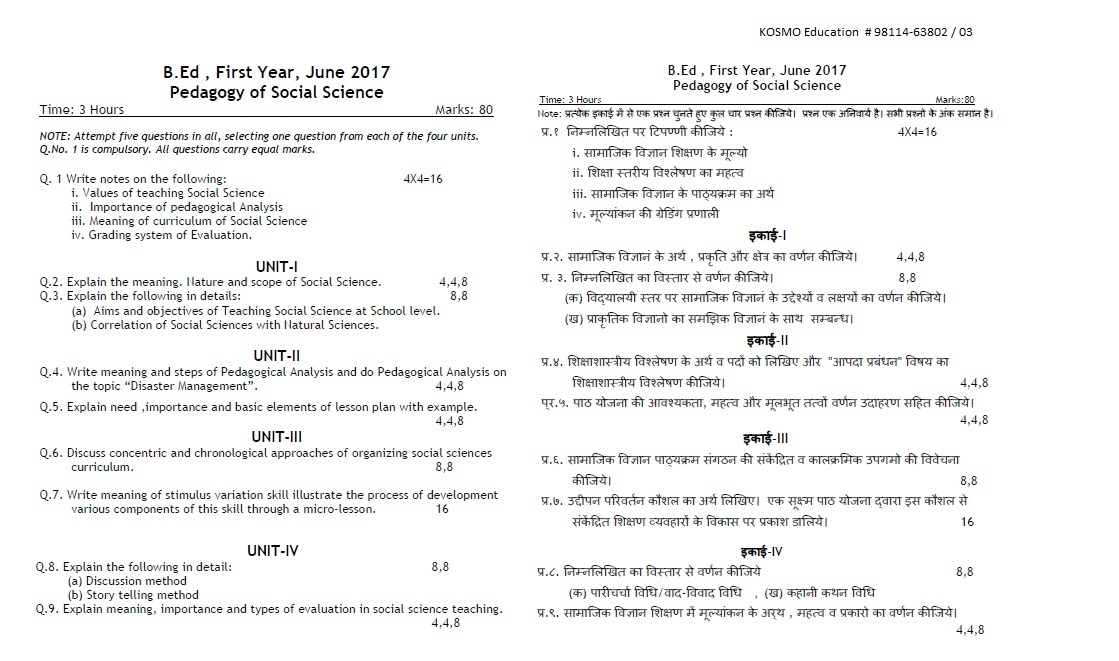 KOSMO Education # 98114-63802 / 03
B.Ed , First Year, June 2017
Pedagogy of Social Science
Time: 3 Hours Marks: 80
NOTE: Attempt five questions in all, selecting one question from each of the four units.
Q.No. 1 is compulsory. All questions carry equal marks.
Q. 1 Write notes on the following: 4X4=16
i. Values of teaching Social Science
ii. Importance of pedagogical Analysis
iii. Meaning of curriculum of Social Science
iv. Grading system of Evaluation.
UNIT-I
Q.2. Explain the meaning. Nature and scope of Social Science. 4,4,8
Q.3. Explain the following in details: 8,8
(a) Aims and objectives of Teaching Social Science at School level.
(b) Correlation of Social Sciences with Natural Sciences.
UNIT-II
Q.4. Write meaning and steps of Pedagogical Analysis and do Pedagogical Analysis on
the topic “Disaster Management”. 4,4,8
Q.5. Explain need ,importance and basic elements of lesson plan with example.
4,4,8
UNIT-III
Q.6. Discuss concentric and chronological approaches of organizing social sciences
curriculum. 8,8
Q.7. Write meaning of stimulus variation skill illustrate the process of development
various components of this skill through a micro-lesson. 16
UNIT-IV
Q.8. Explain the following in detail: 8,8
(a) Discussion method
(b) Story telling method
Q.9. Explain meaning, importance and types of evaluation in social science teaching.
4,4,8
B.Ed , First Year, June 2017
Pedagogy of Social Science
Time: 3 Hours Marks:80
Note: प्रत्येक इकाई में से एक प्रश्न चुनते हुए कुल चार प्रश्न कीजिये। प्रश्न एक अनिवार्य है। सभी प्रश्नो के अंक समान है।
प्र.१ निम्नलिखित पर टिपण्णी कीजिये : 4X4=16
i. सामाजिक विज्ञान शिक्षण के मूल्यो
ii. शिक्षा स्तरीय विश्लेषण का महत्व
iii. सामाजिक विज्ञान के पाठ्यक्रम का अर्थ
iv. मूल्यांकन की ग्रेडिंग प्रणाली
इकाई-I
प्र.२. सामाजिक विज्ञानं के अर्थ , प्रकृति और क्षेत्र का वर्णन कीजिये। 4,4,8
प्र. ३. निम्नलिखित का विस्तार से वर्णन कीजिये। 8,8
(क) विद्यालयी स्तर पर सामाजिक विज्ञानं के उद्देश्यों व लक्षयों का वर्णन कीजिये।
(ख) प्राकृतिक विज्ञानो का समझिक विज्ञानं के साथ सम्बन्ध।
इकाई-II
प्र.४. शिक्षाशास्त्रीय विश्लेषण के अर्थ व पदों को लिखिए और "आपदा प्रबंधन" विषय का
शिक्षाशास्त्रीय विश्लेषण कीजिये। 4,4,8
प्र.५. पाठ योजना की आवश्यकता, महत्व और मूलभूत तत्वों वर्णन उदाहरण सहित कीजिये।
4,4,8
इकाई-III
प्र.६. सामाजिक विज्ञान पाठ्यक्रम संगठन की संकेंद्रित व कालक्रमिक उपगमो की विवेचना
कीजिये। 8,8
प्र.७. उद्दीपन परिवर्तन कौशल का अर्थ लिखिए। एक सूक्ष्म पाठ योजना द्वारा इस कौशल से
संकेंद्रित शिक्षण व्यवहारों के विकास पर प्रकाश डालिये। 16
इकाई-IV
प्र.८. निम्नलिखित का विस्तार से वर्णन कीजिये 8,8
(क) पारीचर्चा विधि/वाद-विवाद विधि , (ख) कहानी कथन विधि
प्र.९. सामाजिक विज्ञान शिक्षण में मूल्यांकन के अर्थ , महत्व व प्रकारो का वर्णन कीजिये।
4,4,8